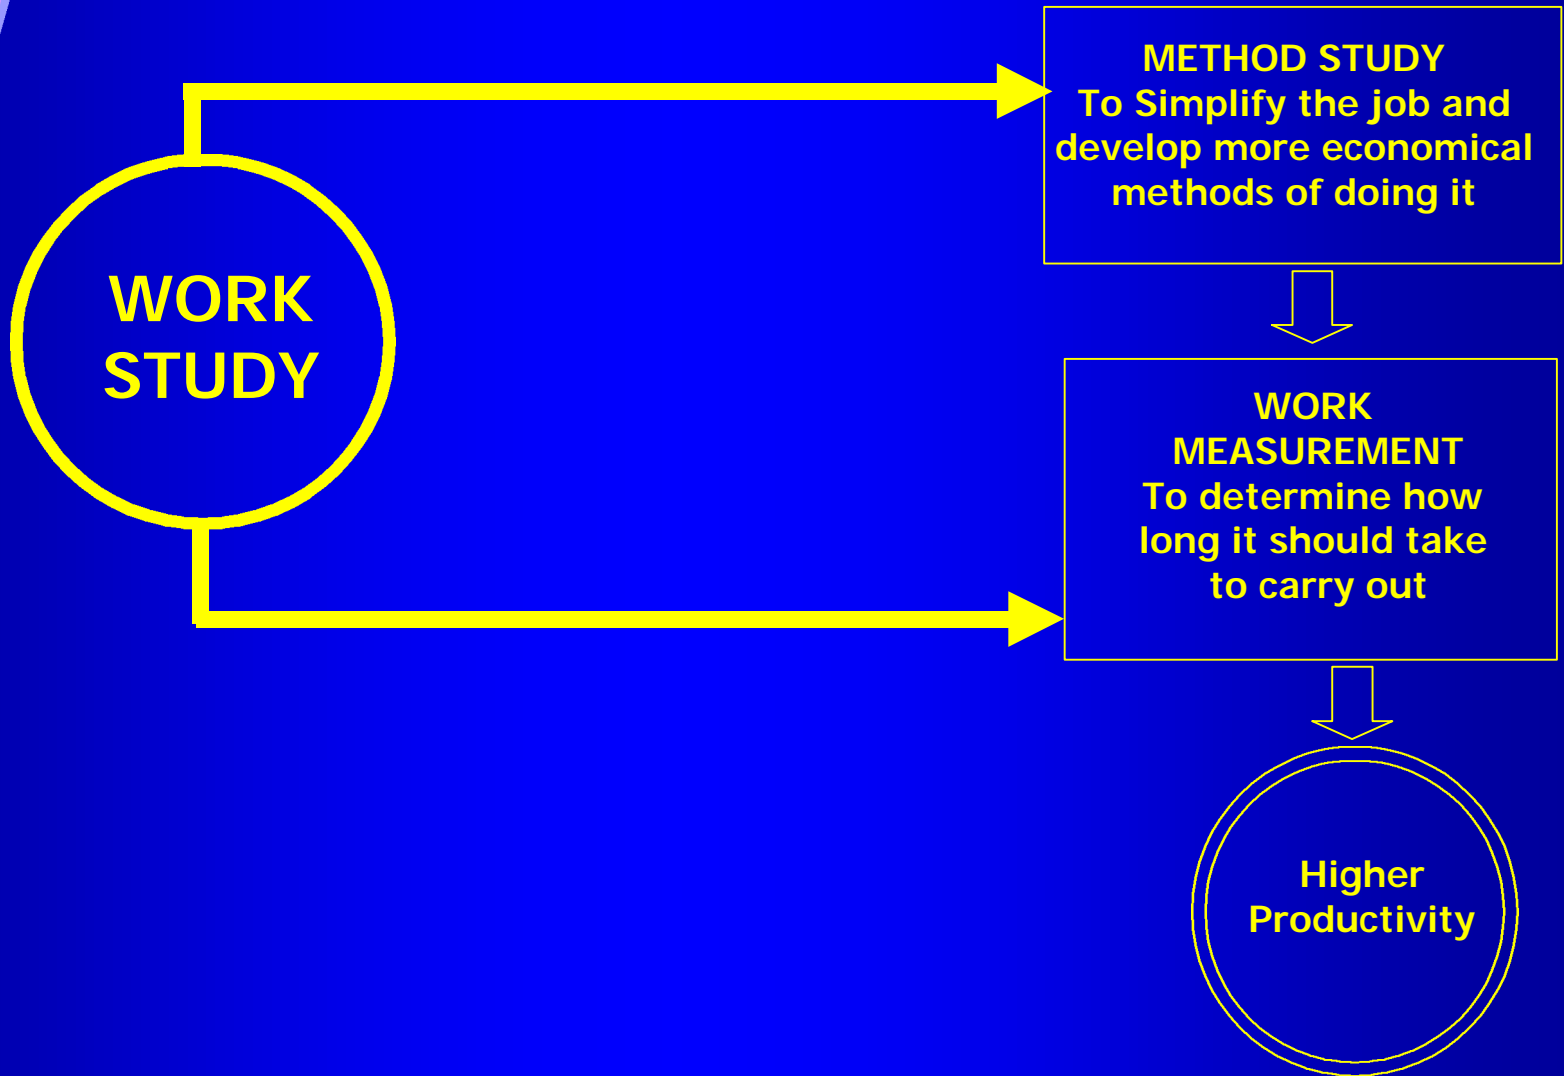 WORK
STUDY
METHOD STUDY
To Simplify the job and
develop more economical
methods of doing it
WORK
MEASUREMENT
To determine how
long it should take
to carry out
Higher
Productivity